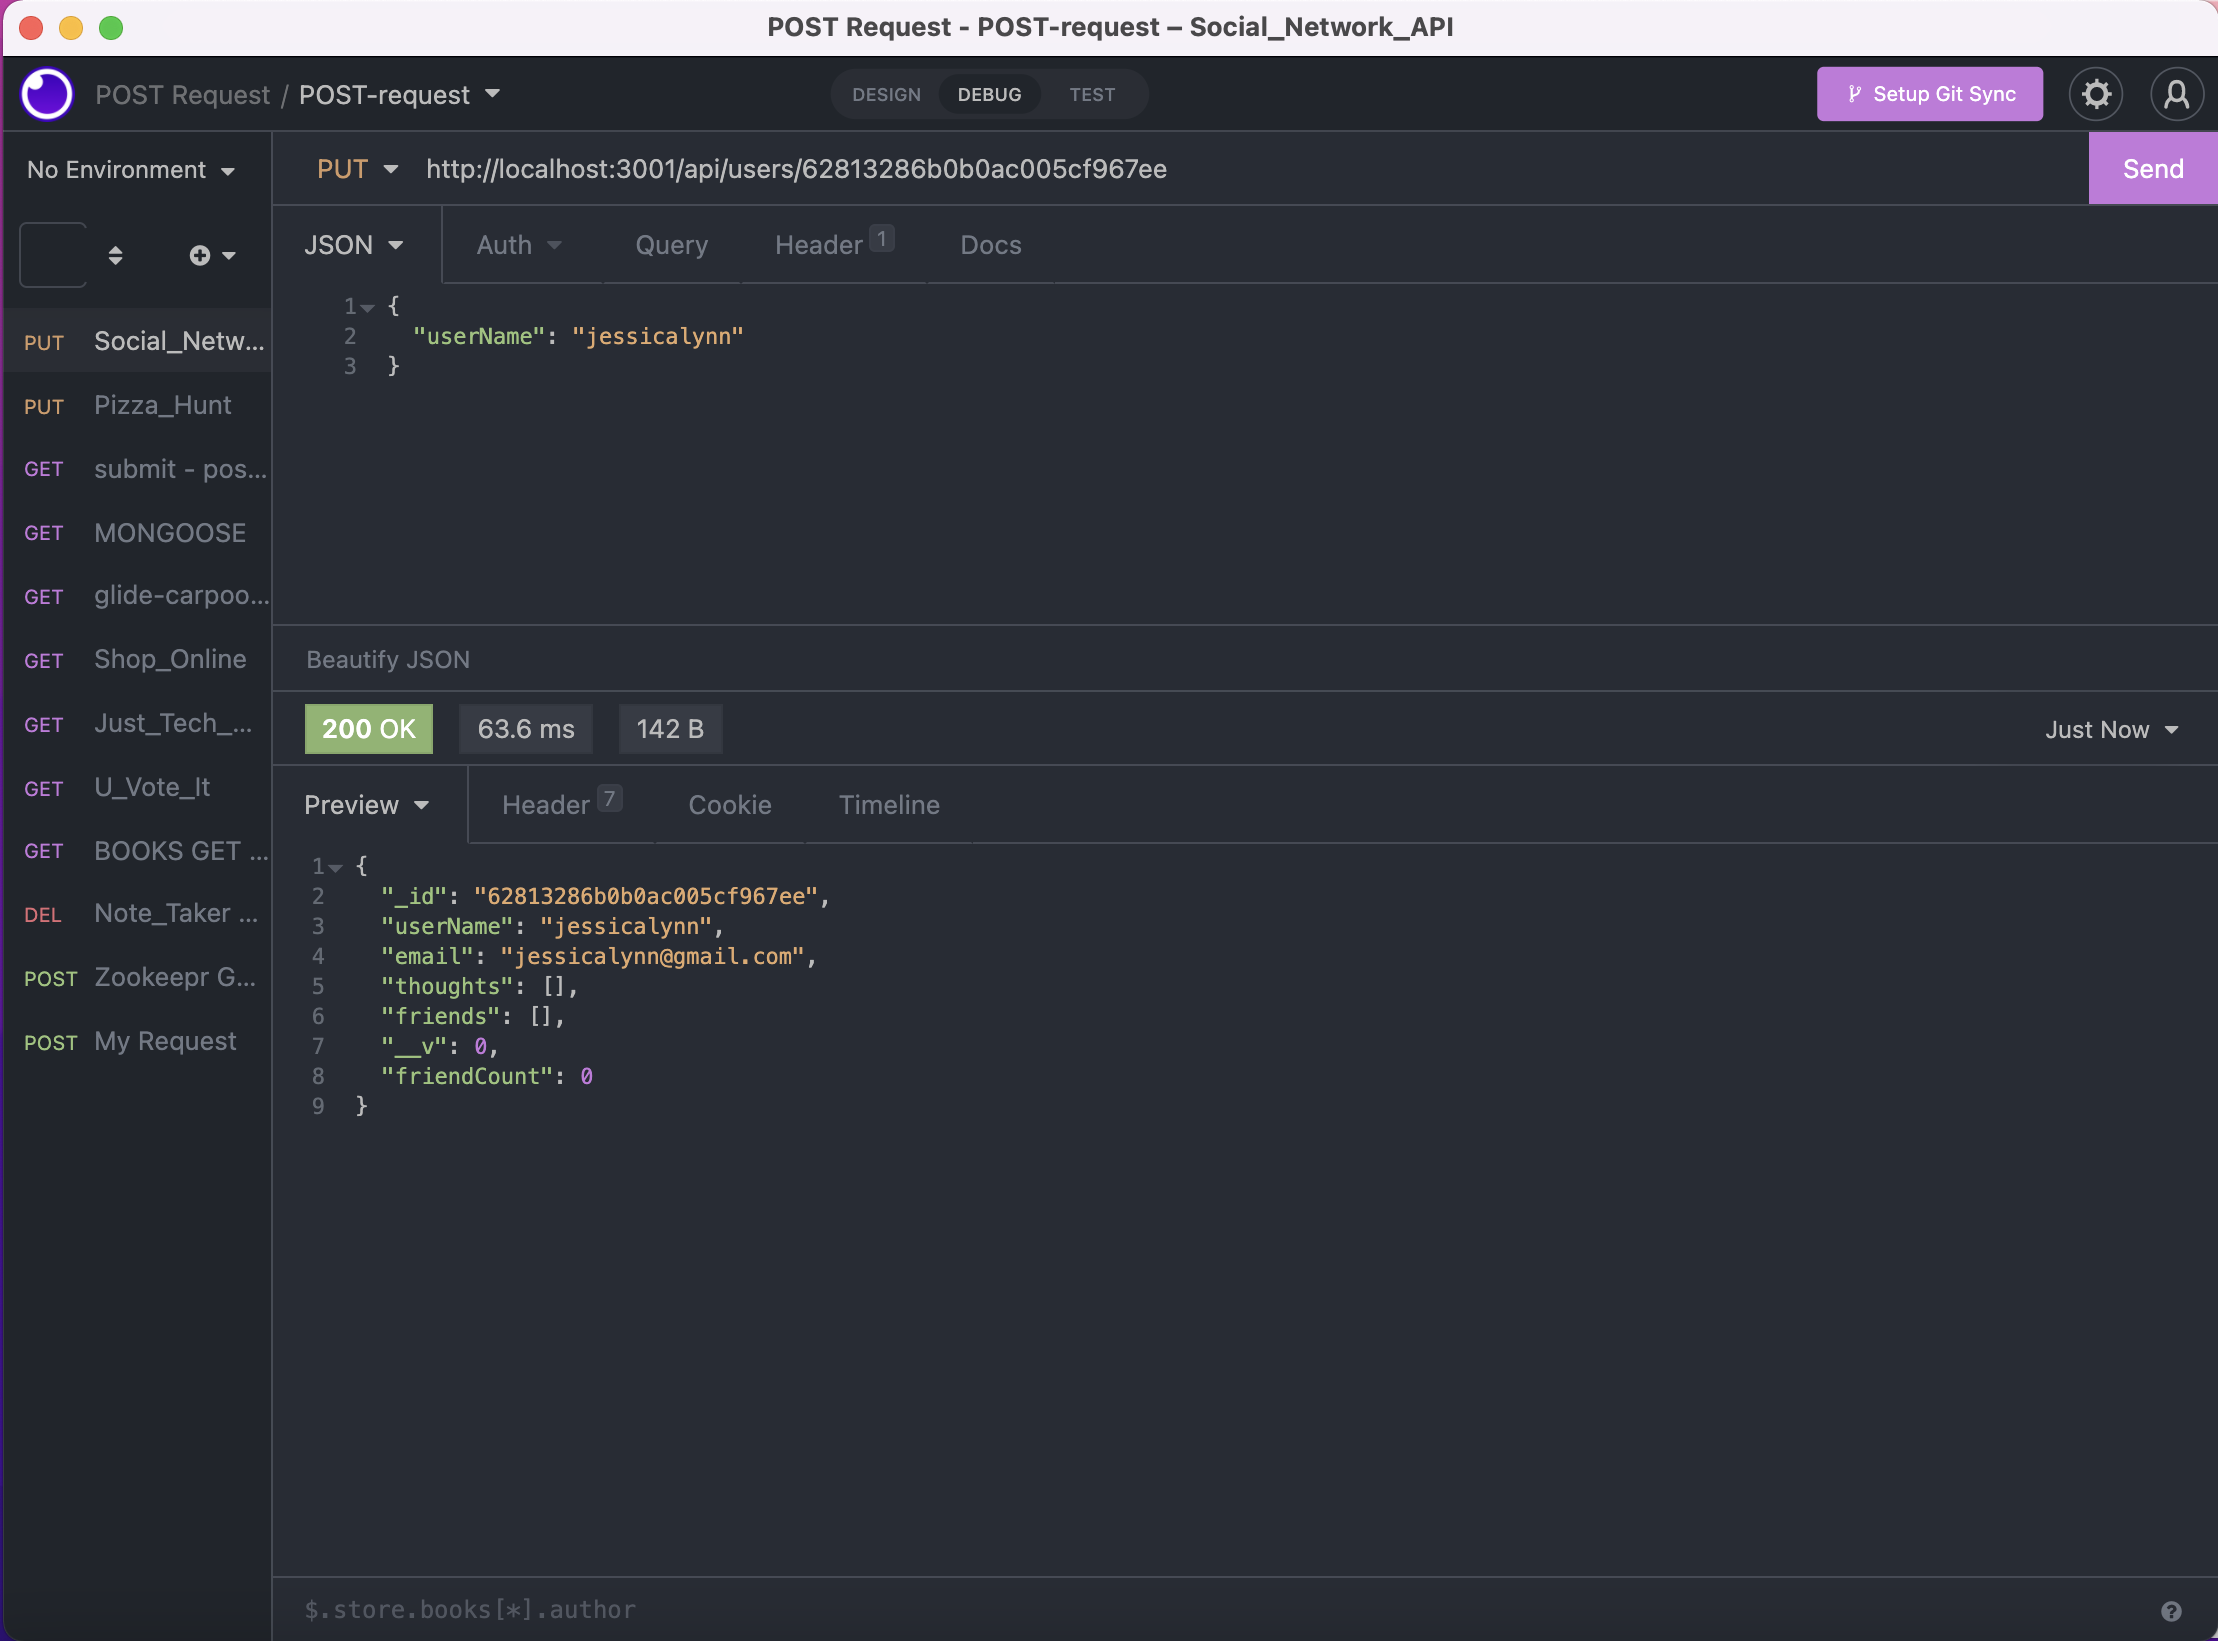 POST Request - POST-request – Social_Network_API
POST Request / POST-request
DESIGN DEBUG TEST
Setup Git Sync
No Environment
PUT Social_Netw...
PUT Pizza_Hunt
GET submit - pos...
GET MONGOOSE
GET glide-carpoo...
GET Shop_Online
GET Just_Tech_...
GET U_Vote_It
GET BOOKS GET ...
DEL Note_Taker ...
POST Zookeepr G...
POST My Request
PUT http://localhost:3001/api/users/62813286b0b0ac005cf967ee Send
JSON Auth Query Header 1 Docs
1 {
2 "userName": "jessicalynn"
3 }
Beautify JSON
200 OK 63.6 ms 142 B Just Now
Preview Header 7 Cookie Timeline
1 {
2 "_id": "62813286b0b0ac005cf967ee",
3 "userName": "jessicalynn",
4 "email": "jessicalynn@gmail.com",
5 "thoughts": [],
6 "friends": [],
7 "__v": 0,
8 "friendCount": 0
9 }
$.store.books[*].author ?